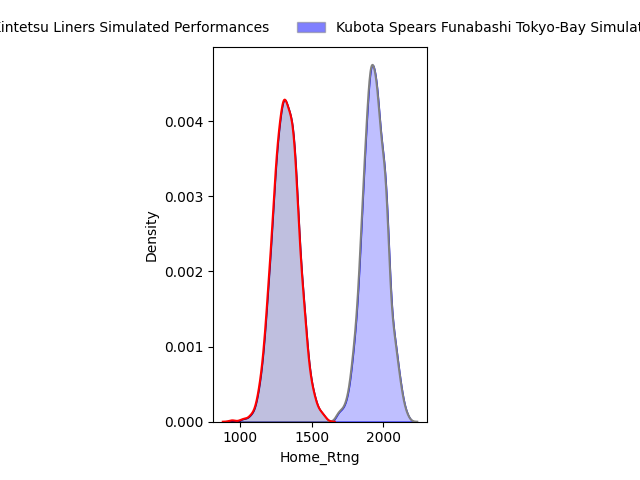 intetsu Liners Simulated Performances Kubota Spears Funabashi Tokyo-Bay Simulat
0.004
0.003
Density
0.002
0.001
0.000
1000 1500 2000
Home_Rtng